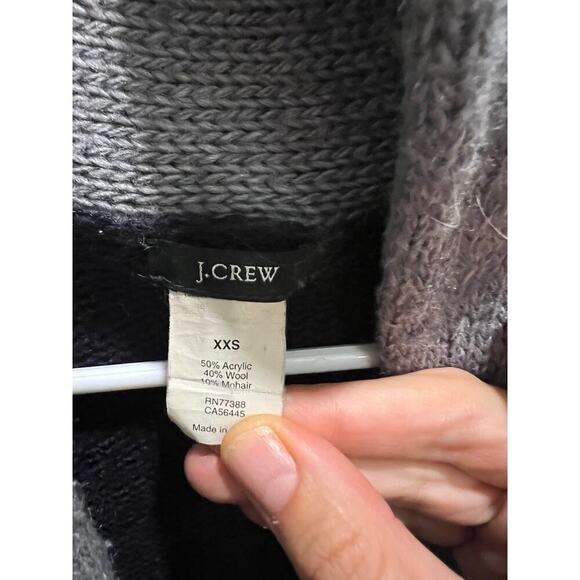 J.CREW
XXS
50% Acrylic
40% Wool
10% Mohair
RN77388
CA56445
Made in